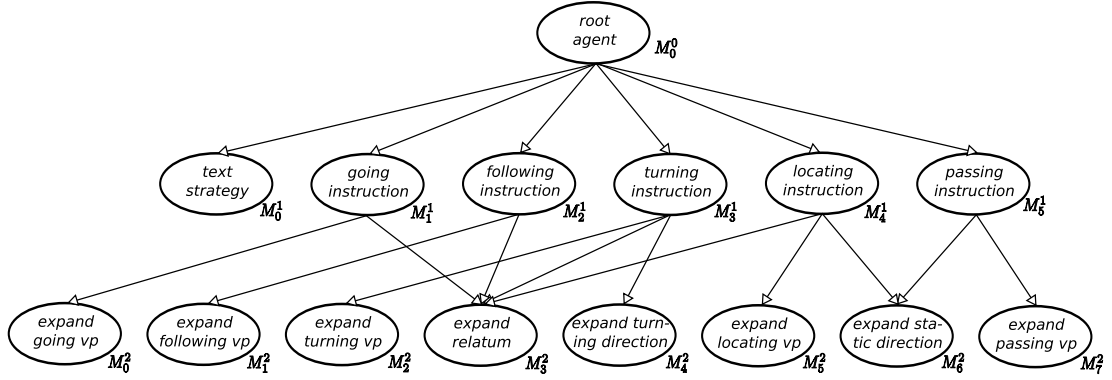 root
agent
M_0^0
text
strategy
M_0^1
going
instruction
M_1^1
following
instruction
M_2^1
turning
instruction
M_3^1
locating
instruction
M_4^1
passing
instruction
M_5^1
expand
going vp
M_0^2
expand
following vp
M_1^2
expand
turning vp
M_2^2
expand
relatum
M_3^2
expand turn-
ing direction
M_4^2
expand
locating vp
M_5^2
expand sta-
tic direction
M_6^2
expand
passing vp
M_7^2